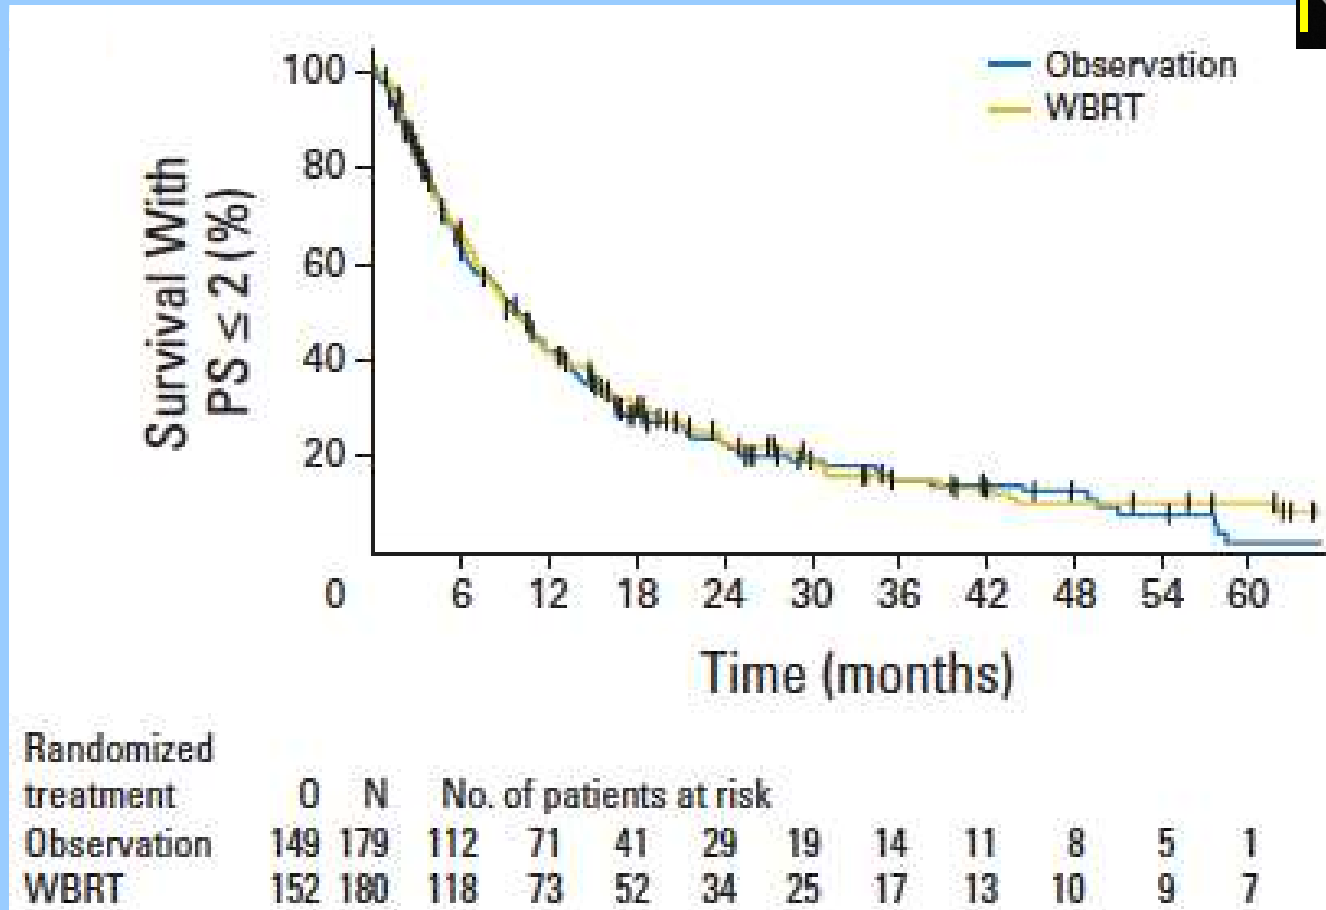 Observation
WBRT
Survival With
PS ≤ 2 (%)
100
80
60
40
20
0 6 12 18 24 30 36 42 48 54 60
Time (months)
Randomized
treatment O N No. of patients at risk
Observation 149 179 112 71 41 29 19 14 11 8 5 1
WBRT 152 180 118 73 52 34 25 17 13 10 9 7